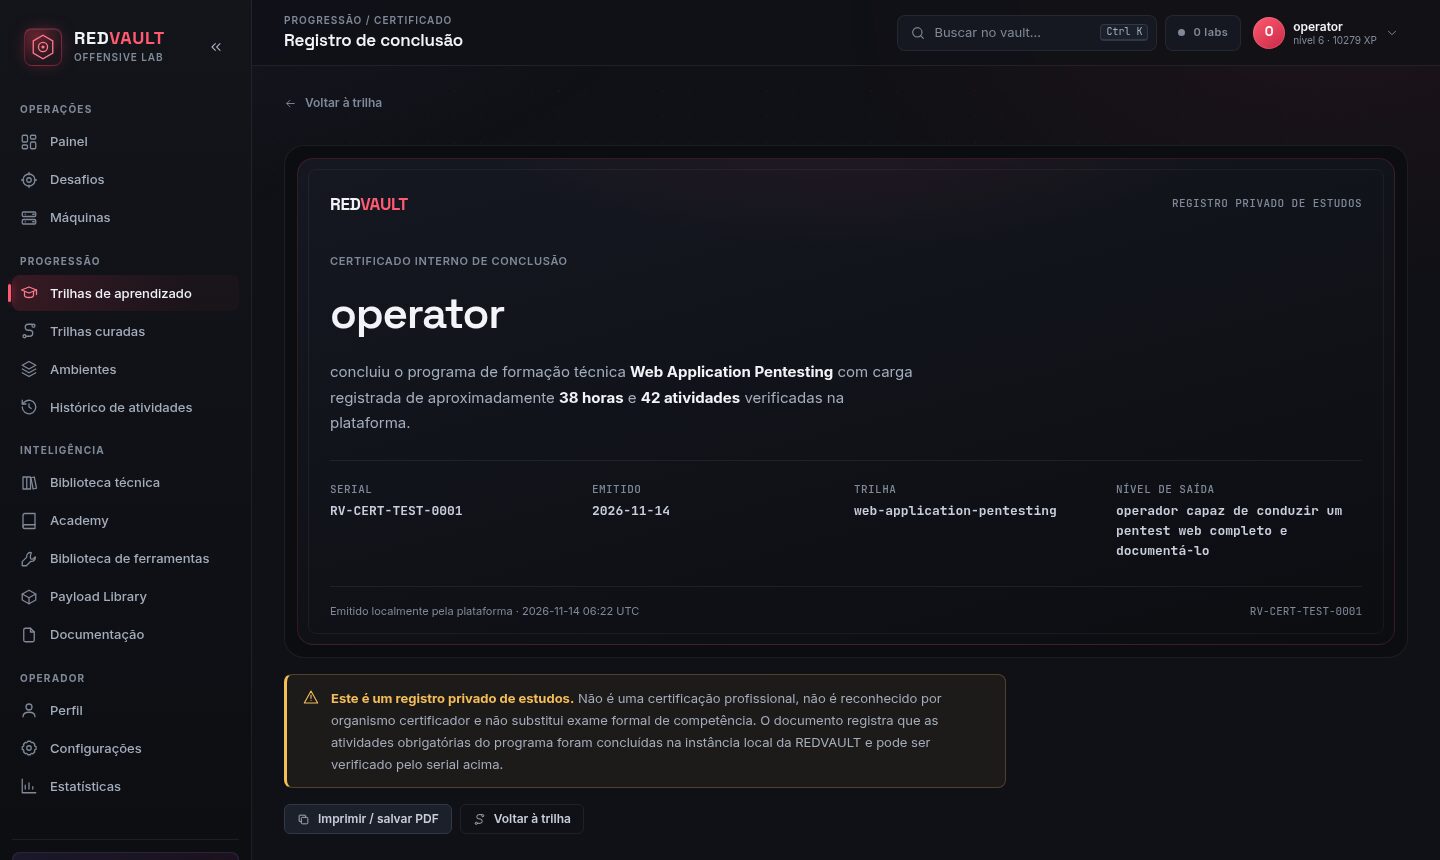 REDVAULT
OFFENSIVE LAB
OPERAÇÕES
Painel
Desafios
Máquinas
PROGRESSÃO
Trilhas de aprendizado
Trilhas curadas
Ambientes
Histórico de atividades
INTELIGÊNCIA
Biblioteca técnica
Academy
Biblioteca de ferramentas
Payload Library
Documentação
OPERADOR
Perfil
Configurações
Estatísticas
PROGRESSÃO / CERTIFICADO
Registro de conclusão
Buscar no vault...
Ctrl K
0 labs
O
operator
nível 6 · 10279 XP
Voltar à trilha
REDVAULT
REGISTRO PRIVADO DE ESTUDOS
CERTIFICADO INTERNO DE CONCLUSÃO
operator
concluiu o programa de formação técnica Web Application Pentesting com carga
registrada de aproximadamente 38 horas e 42 atividades verificadas na
plataforma.
SERIAL
RV-CERT-TEST-0001
EMITIDO
2026-11-14
TRILHA
web-application-pentesting
NÍVEL DE SAÍDA
operador capaz de conduzir um
pentest web completo e
documentá-lo
Emitido localmente pela plataforma · 2026-11-14 06:22 UTC
RV-CERT-TEST-0001
Este é um registro privado de estudos. Não é uma certificação profissional, não é reconhecido por
organismo certificador e não substitui exame formal de competência. O documento registra que as
atividades obrigatórias do programa foram concluídas na instância local da REDVAULT e pode ser
verificado pelo serial acima.
Imprimir / salvar PDF
Voltar à trilha